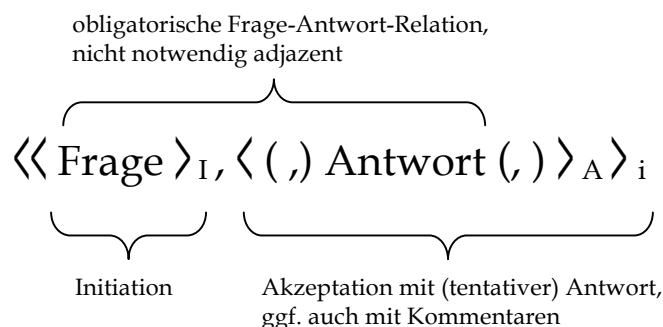 obligatorische Frage-Antwort-Relation,
nicht notwendig adjazent
⟨⟨ Frage ⟩I , ⟨ ( ,) Antwort (, ) ⟩A ⟩i
Initiation
Akzeptation mit (tentativer) Antwort,
ggf. auch mit Kommentaren